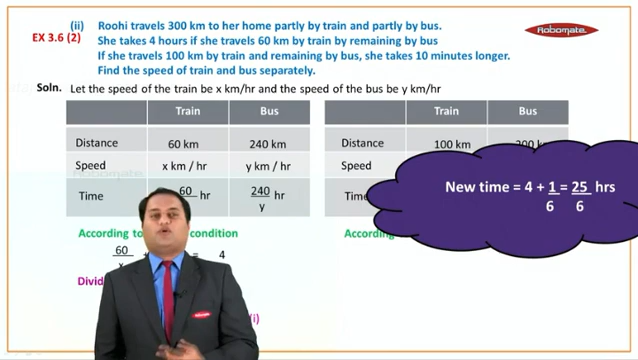 (ii) Roohi travels 300 km to her home partly by train and partly by bus.
EX 3.6 (2) She takes 4 hours if she travels 60 km by train by remaining by bus
If she travels 100 km by train and remaining by bus, she takes 10 minutes longer.
Find the speed of train and bus separately.
Robomate
Soln. Let the speed of the train be x km/hr and the speed of the bus be y km/hr
Train Bus
Distance 60 km 240 km
Speed x km / hr y km / hr
Time 60 hr 240 hr
y
According condition
60 4
Train Bus
Distance 100 km 200
Speed
New time = 4 + 1 = 25 hrs
6 6
According
(i)
Robomate